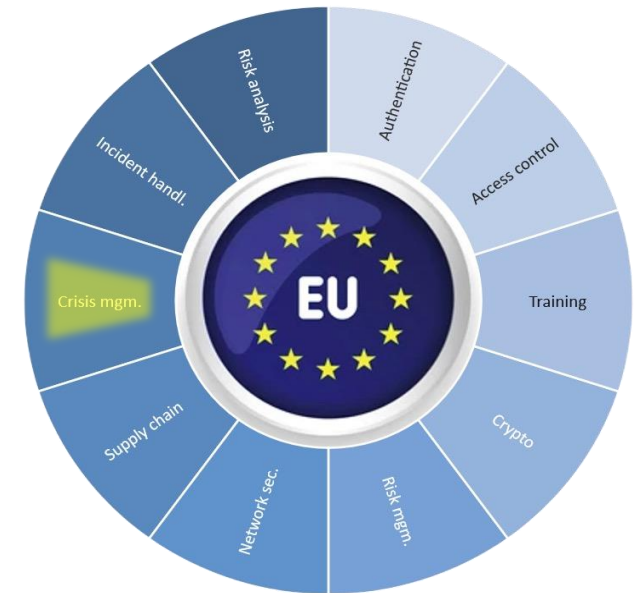 Authentication
Access control
Training
Crypto
Risk mgm.
Network sec.
Supply chain
Crisis mgm.
Incident handl.
Risk analysis
EU